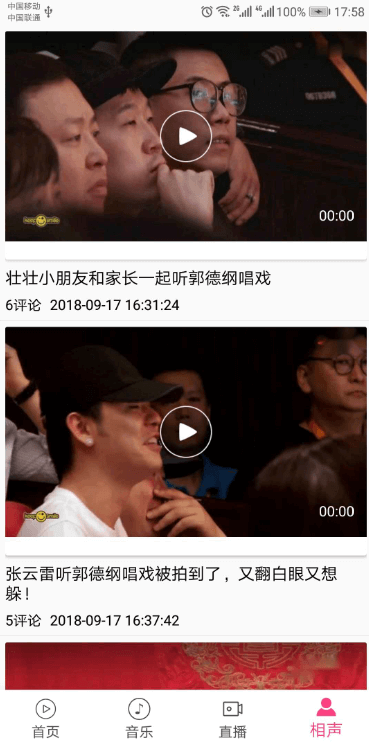 中国移动
中国联通
2G 4G 100% 17:58
00:00
壮壮小朋友和家长一起听郭德纲唱戏
6评论 2018-09-17 16:31:24
00:00
张云雷听郭德纲唱戏被拍到了，又翻白眼又想
躲！
5评论 2018-09-17 16:37:42
首页 音乐 直播 相声